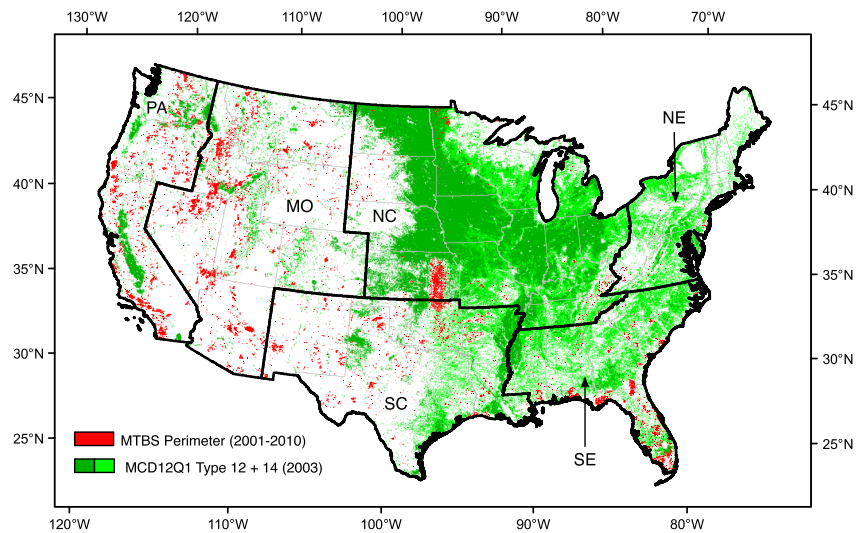 130°W 120°W 110°W 100°W 90°W 80°W 70°W
45°N 45°N
PA
NE
40°N 40°N
MO
NC
35°N 35°N
30°N 30°N
SC
MTBS Perimeter (2001-2010)
25°N 25°N
SE
MCD12Q1 Type 12 + 14 (2003)
120°W 110°W 100°W 90°W 80°W